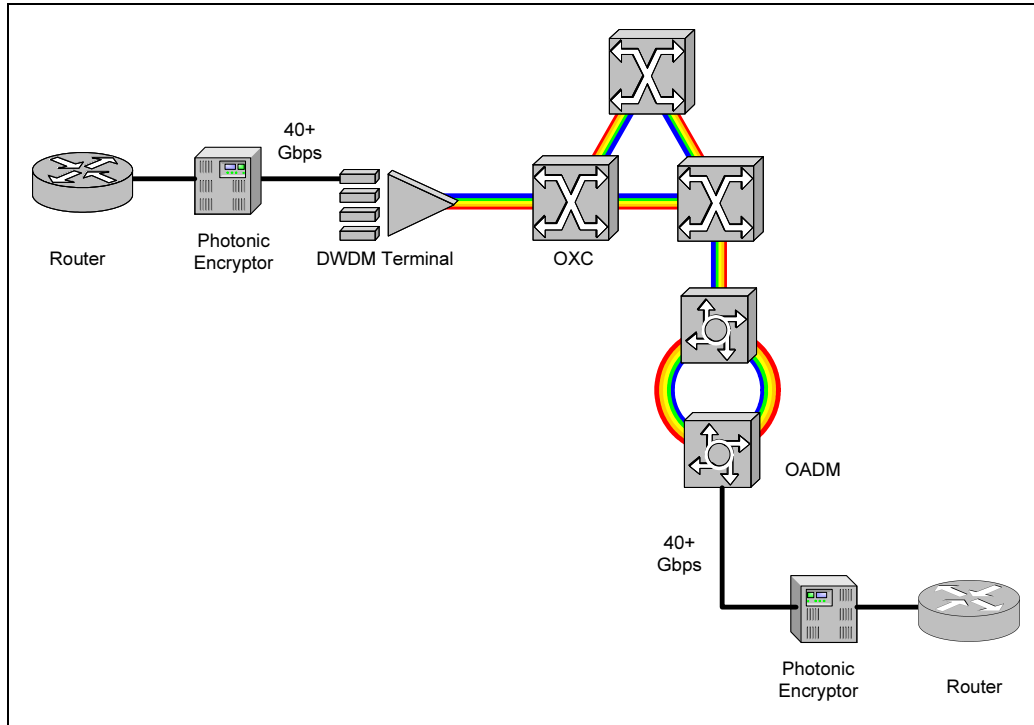 40+
Gbps
Router
Photonic
Encryptor
DWDM Terminal
OXC
OADM
40+
Gbps
Photonic
Encryptor
Router